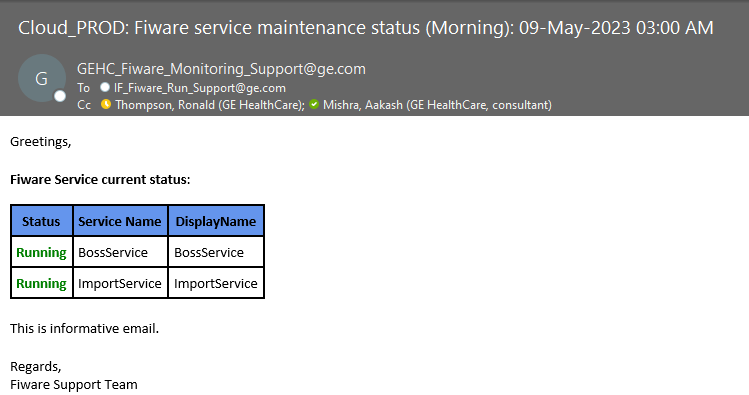 Cloud_PROD: Fiware service maintenance status (Morning): 09-May-2023 03:00 AM
G
GEHC_Fiware_Monitoring_Support@ge.com
To IF_Fiware_Run_Support@ge.com
Cc Thompson, Ronald (GE HealthCare); Mishra, Aakash (GE HealthCare, consultant)
Greetings,
Fiware Service current status:
Status Service Name DisplayName
Running BossService BossService
Running ImportService ImportService
This is informative email.
Regards,
Fiware Support Team